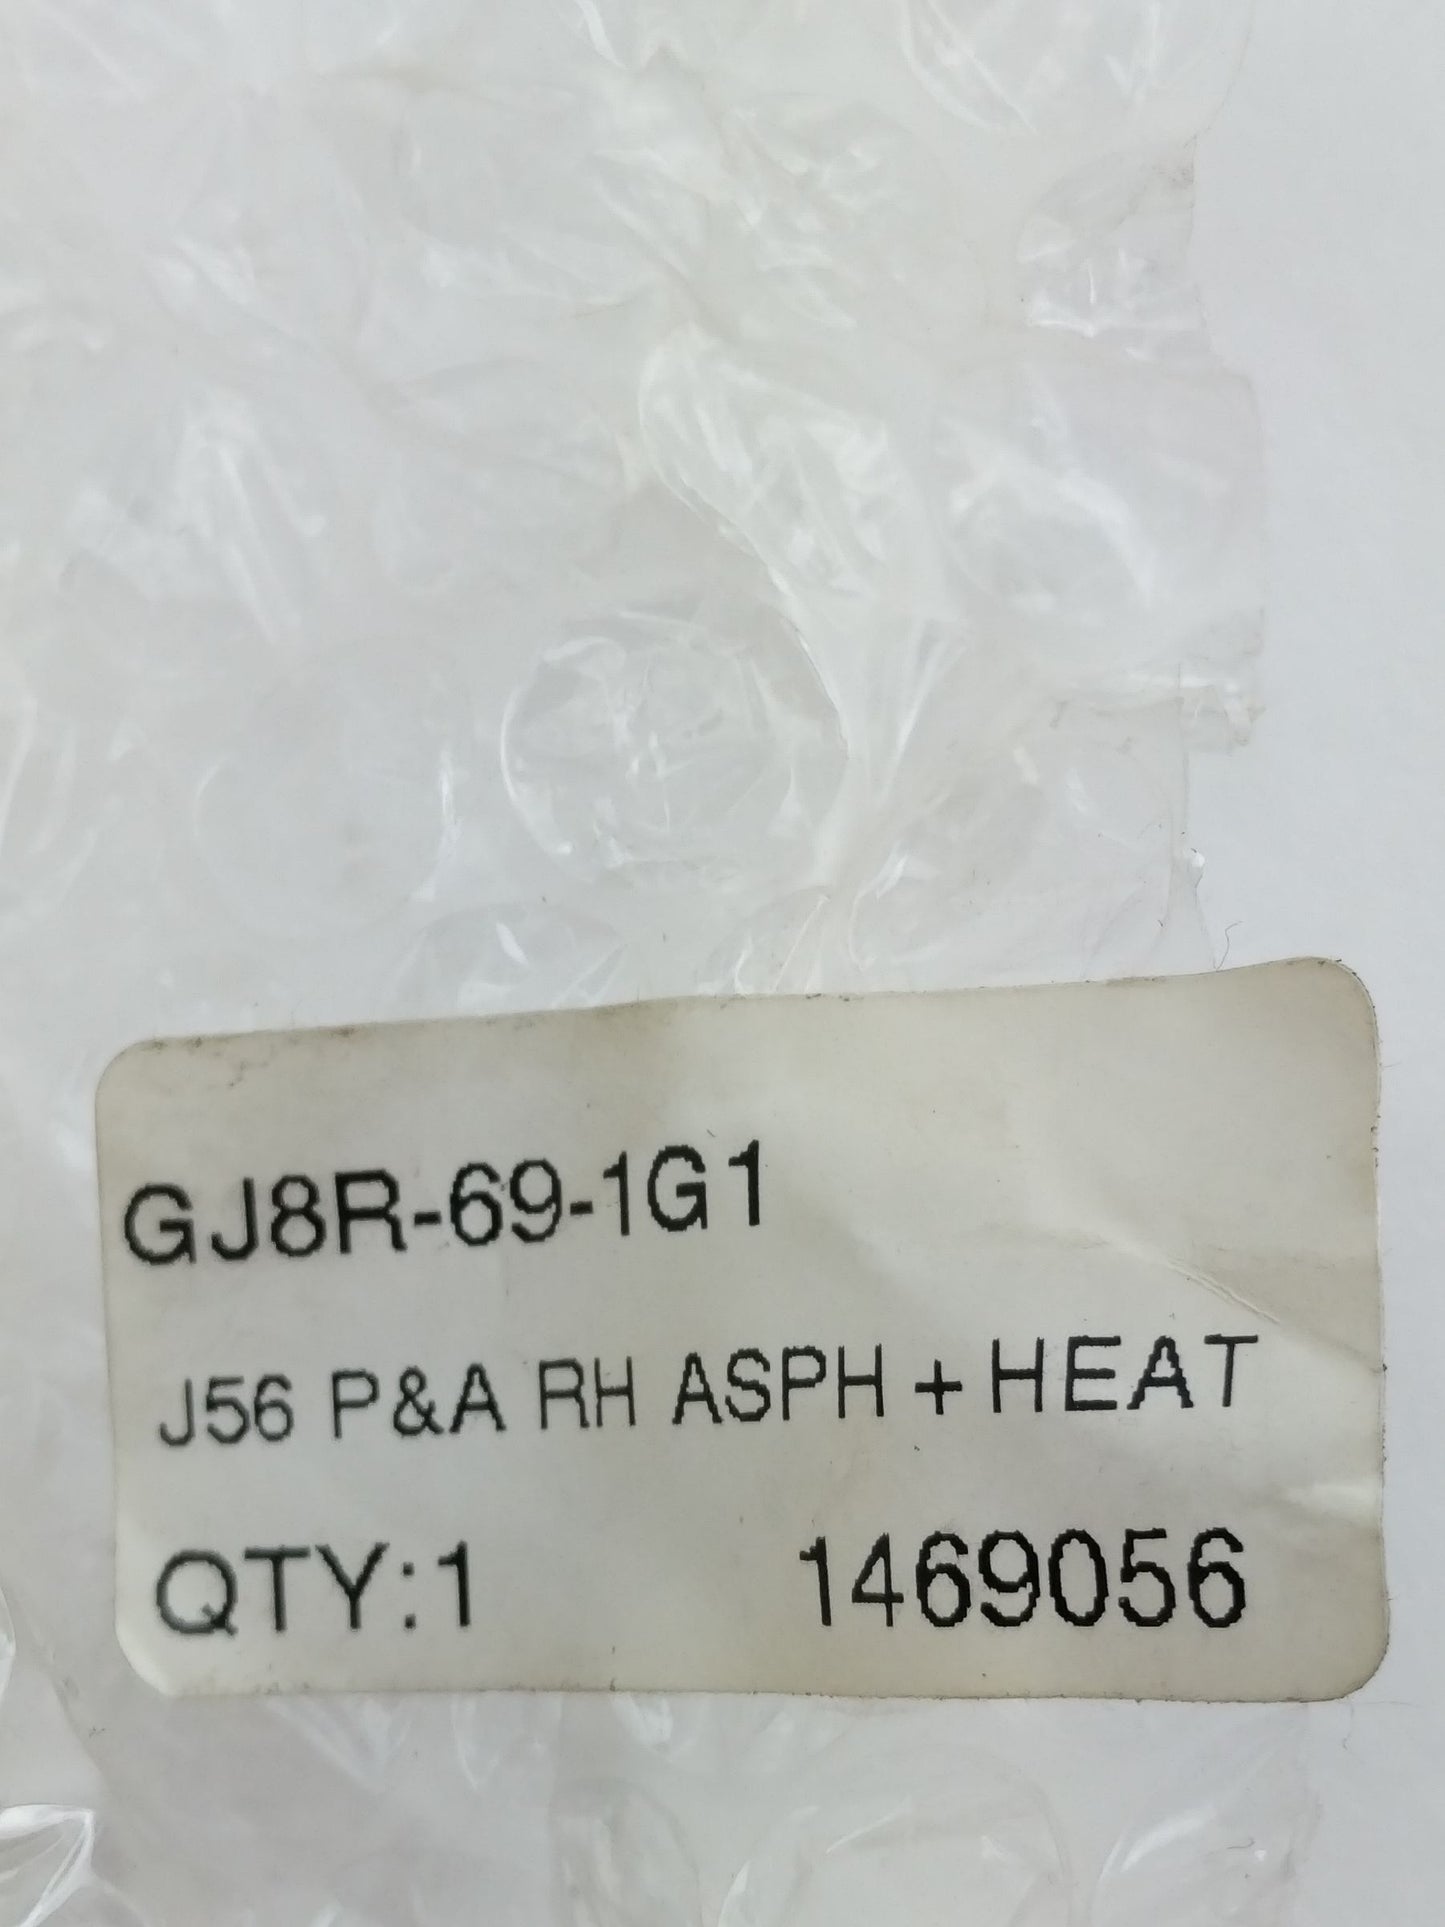 GJ8R-69-1G1
J56 P&A RH ASPH + HEAT
QTY:1 1469056